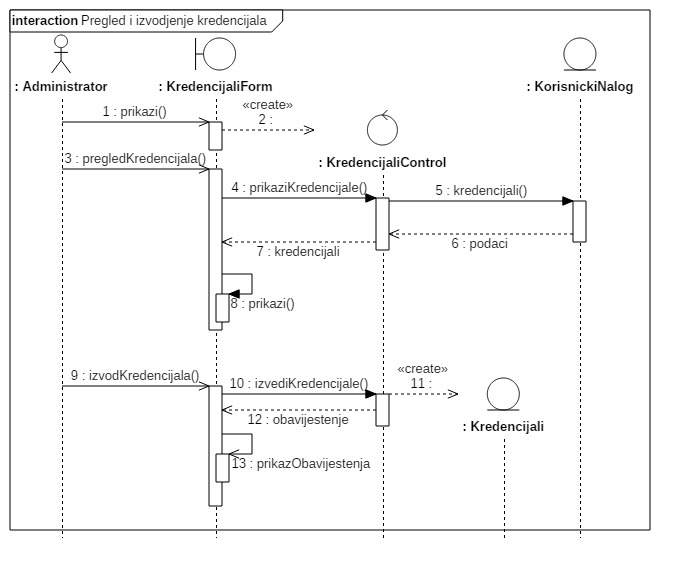 interaction Pregled i izvodjenje kredencijala
: Administrator
: KredencijaliForm
: KorisnickiNalog
1 : prikazi()
«create»
2 :
: KredencijaliControl
3 : pregledKredencijala()
4 : prikaziKredencijale()
5 : kredencijali()
6 : podaci
7 : kredencijali
8 : prikazi()
9 : izvodKredencijala()
10 : izvediKredencijale()
«create»
11 :
12 : obavijestenje
: Kredencijali
13 : prikazObavijestenja